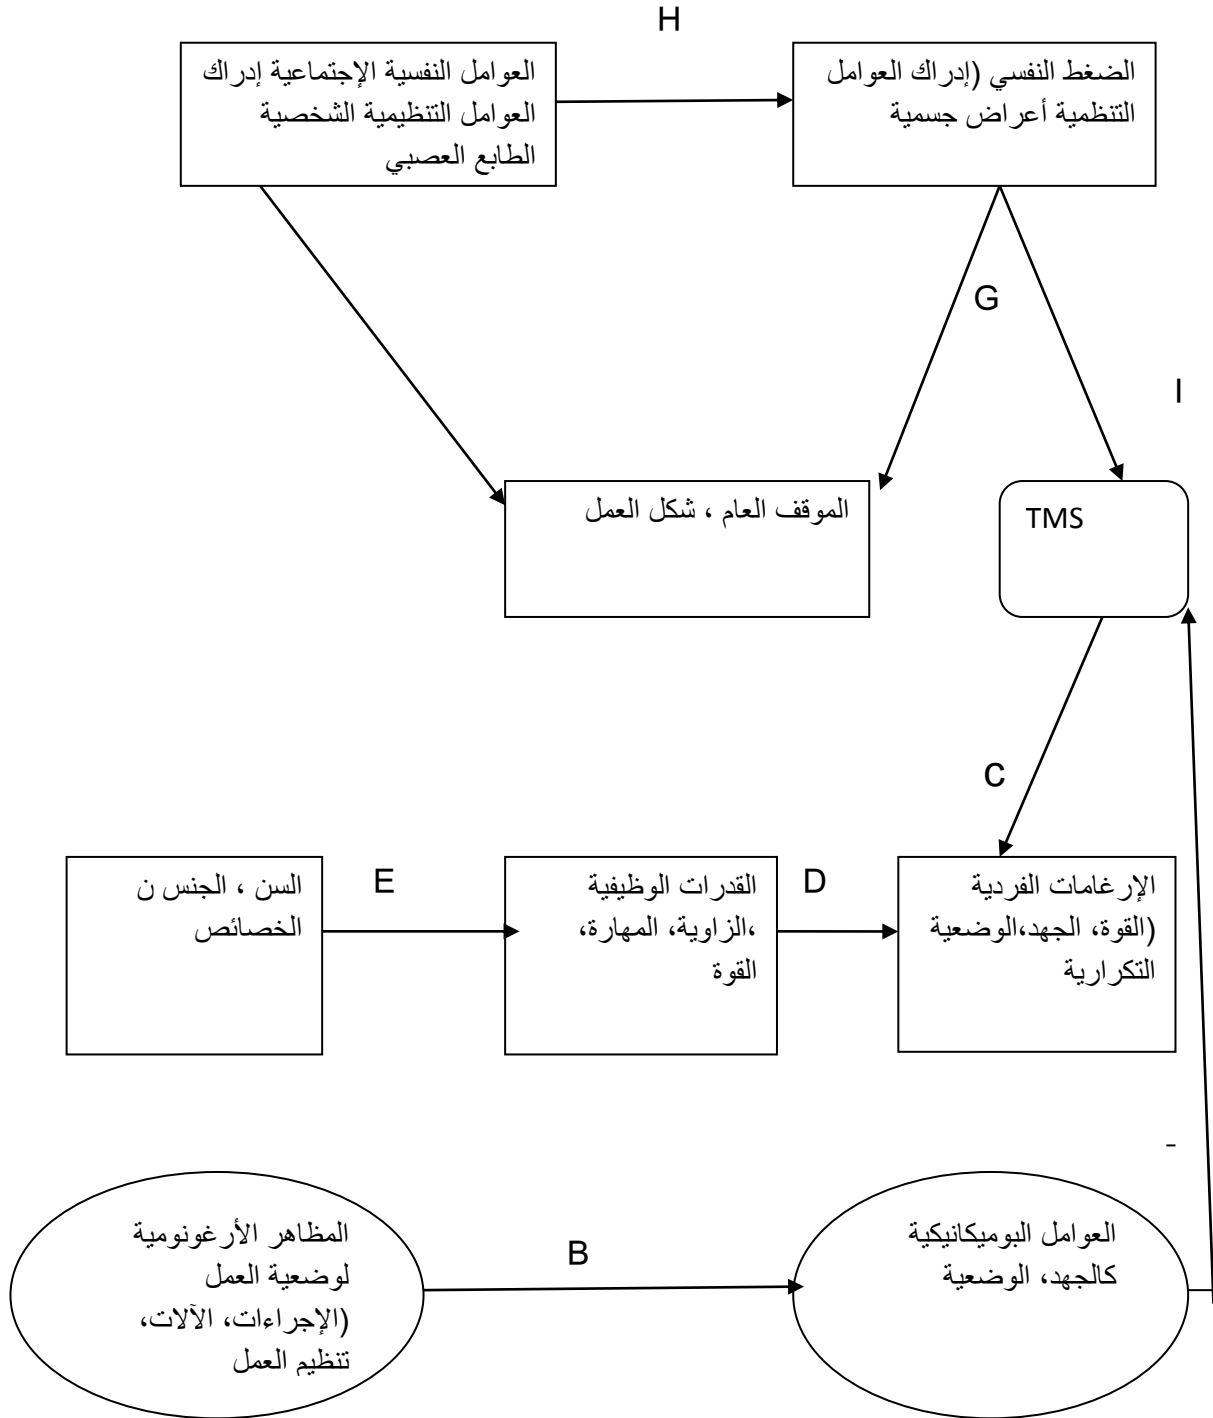 H
العوامل النفسية الإجتماعية إدراك
العوامل التنظيمية الشخصية
الطابع العصبي
الضغط النفسي (إدراك العوامل
التنظمية أعراض جسمية
G
I
الموقف العام ، شكل العمل
TMS
C
السن ، الجنس ن
الخصائص
E
القدرات الوظيفية
،الزاوية، المهارة،
القوة
D
الإرغامات الفردية
(القوة، الجهد،الوضعية
التكرارية
-
المظاهر الأرغونومية
لوضعية العمل
(الإجراءات، الآلات،
تنظيم العمل
B
العوامل البوميكانيكية
كالجهد، الوضعية